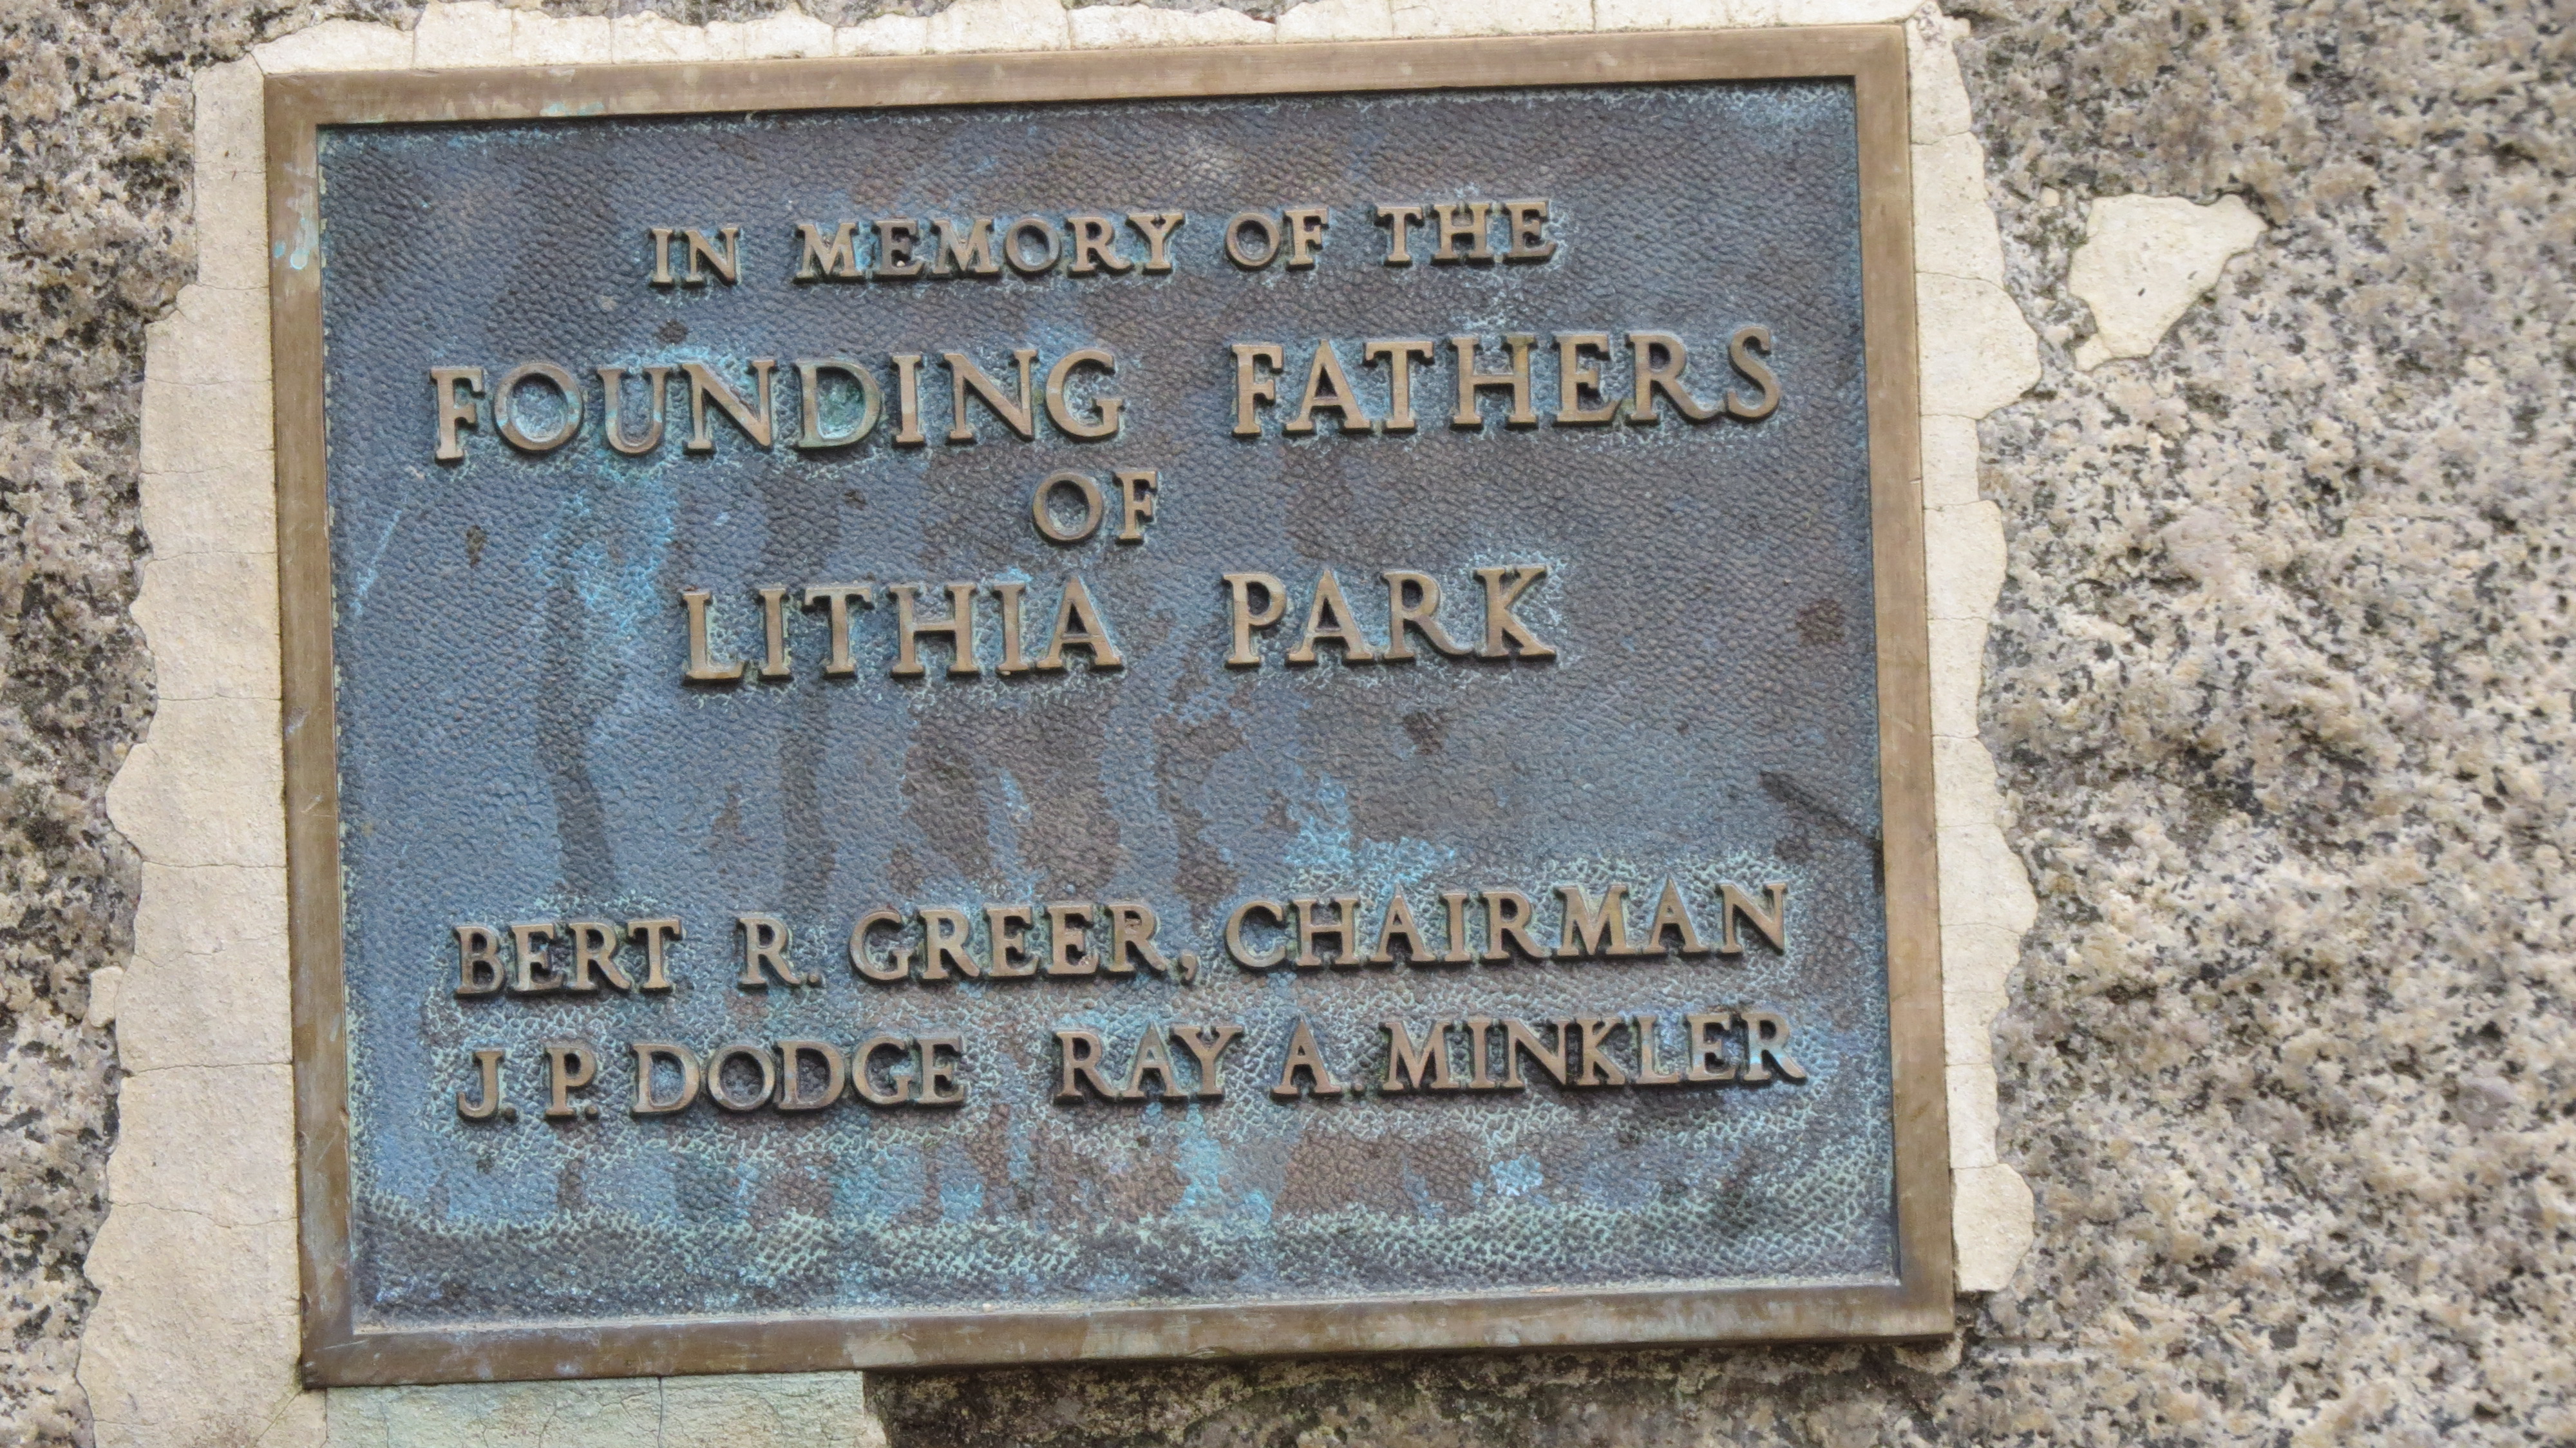 IN MEMORY OF THE
FOUNDING FATHERS
OF
LITHIA PARK
BERT R. GREER, CHAIRMAN
J. P. DODGE RAY A. MINKLER